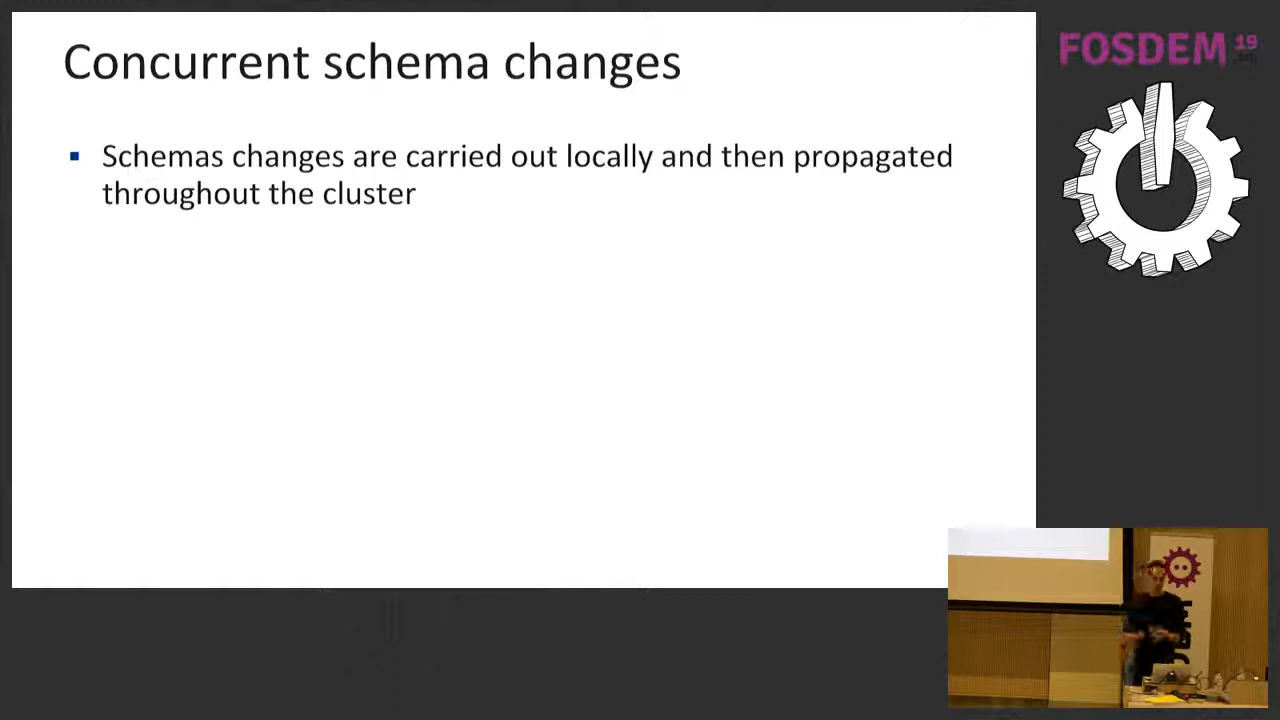 Concurrent schema changes
Schemas changes are carried out locally and then propagated
throughout the cluster
FOSDEM 19